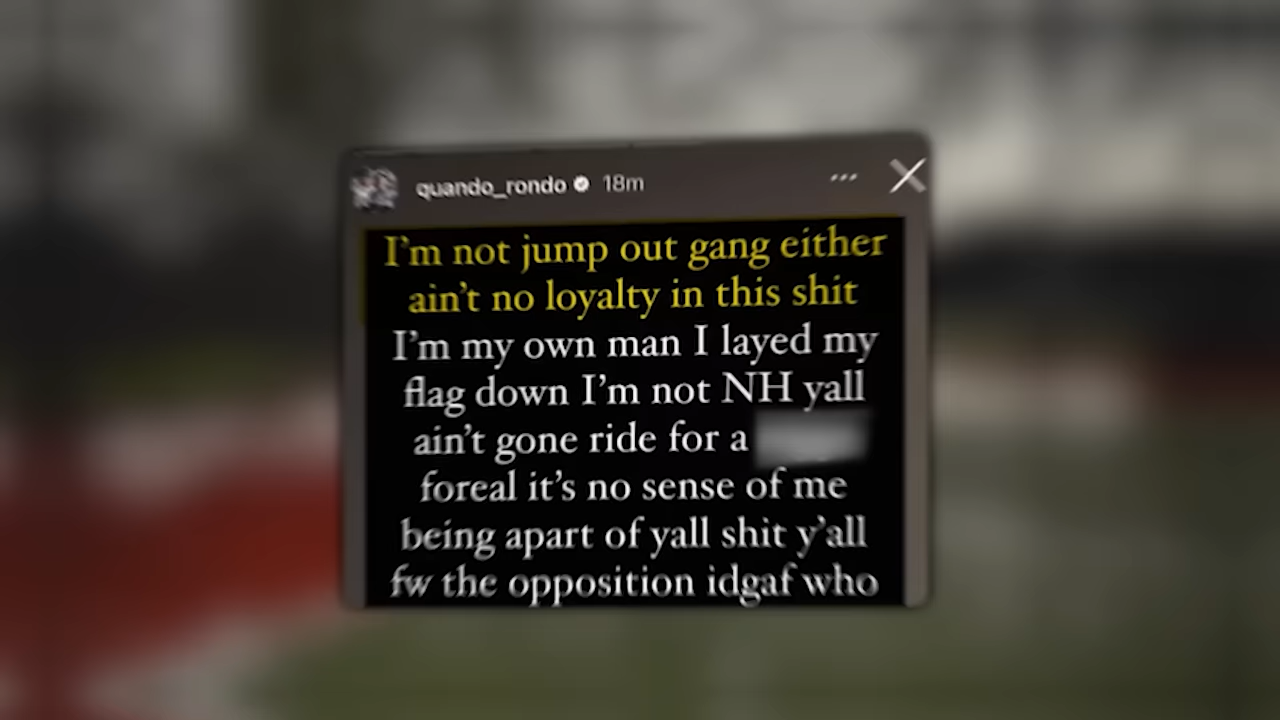 quando_rondo 18m
I'm not jump out gang either
ain't no loyalty in this shit
I'm my own man I layed my
flag down I'm not NH yall
ain't gone ride for a
foreal it's no sense of me
being apart of yall shit y'all
fw the opposition idgaf who